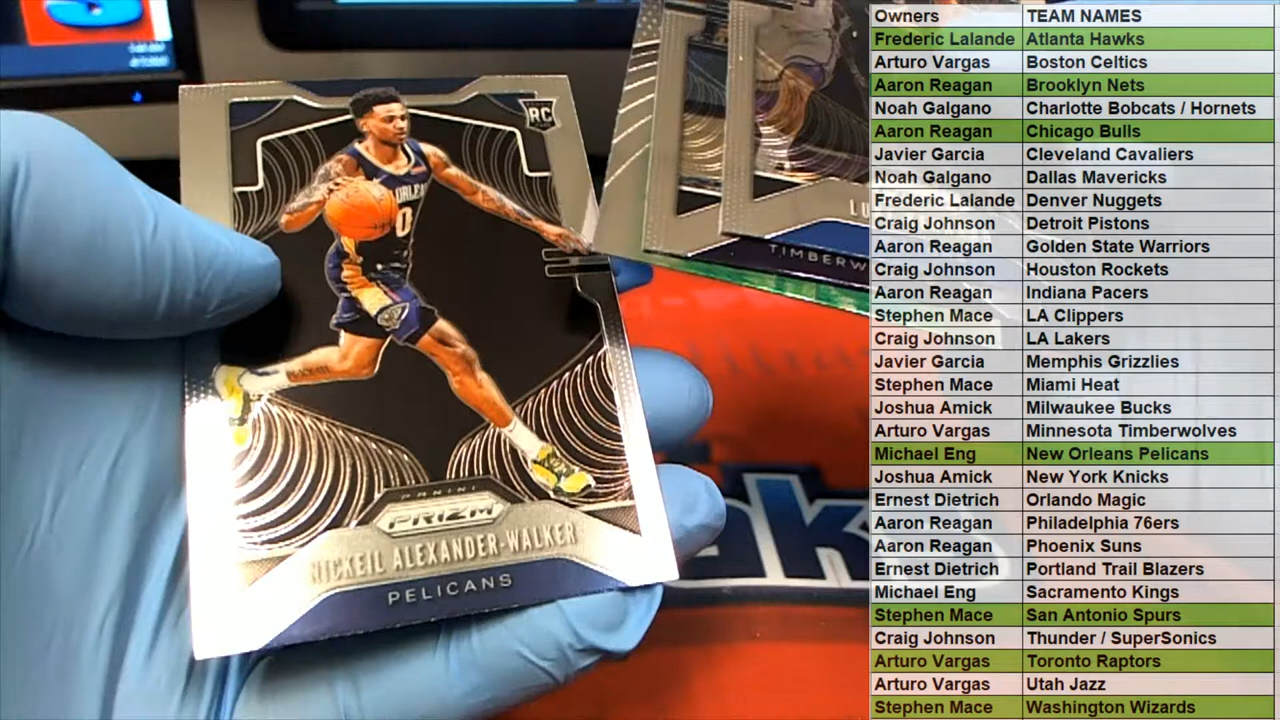 RC
ORLEA
0
PANINI
PRIZM
NICKEIL ALEXANDER-WALKER
PELICANS
LU
TIMBERW
Owners TEAM NAMES
Frederic Lalande Atlanta Hawks
Arturo Vargas Boston Celtics
Aaron Reagan Brooklyn Nets
Noah Galgano Charlotte Bobcats / Hornets
Aaron Reagan Chicago Bulls
Javier Garcia Cleveland Cavaliers
Noah Galgano Dallas Mavericks
Frederic Lalande Denver Nuggets
Craig Johnson Detroit Pistons
Aaron Reagan Golden State Warriors
Craig Johnson Houston Rockets
Aaron Reagan Indiana Pacers
Stephen Mace LA Clippers
Craig Johnson LA Lakers
Javier Garcia Memphis Grizzlies
Stephen Mace Miami Heat
Joshua Amick Milwaukee Bucks
Arturo Vargas Minnesota Timberwolves
Michael Eng New Orleans Pelicans
Joshua Amick New York Knicks
Ernest Dietrich Orlando Magic
Aaron Reagan Philadelphia 76ers
Aaron Reagan Phoenix Suns
Ernest Dietrich Portland Trail Blazers
Michael Eng Sacramento Kings
Stephen Mace San Antonio Spurs
Craig Johnson Thunder / SuperSonics
Arturo Vargas Toronto Raptors
Arturo Vargas Utah Jazz
Stephen Mace Washington Wizards